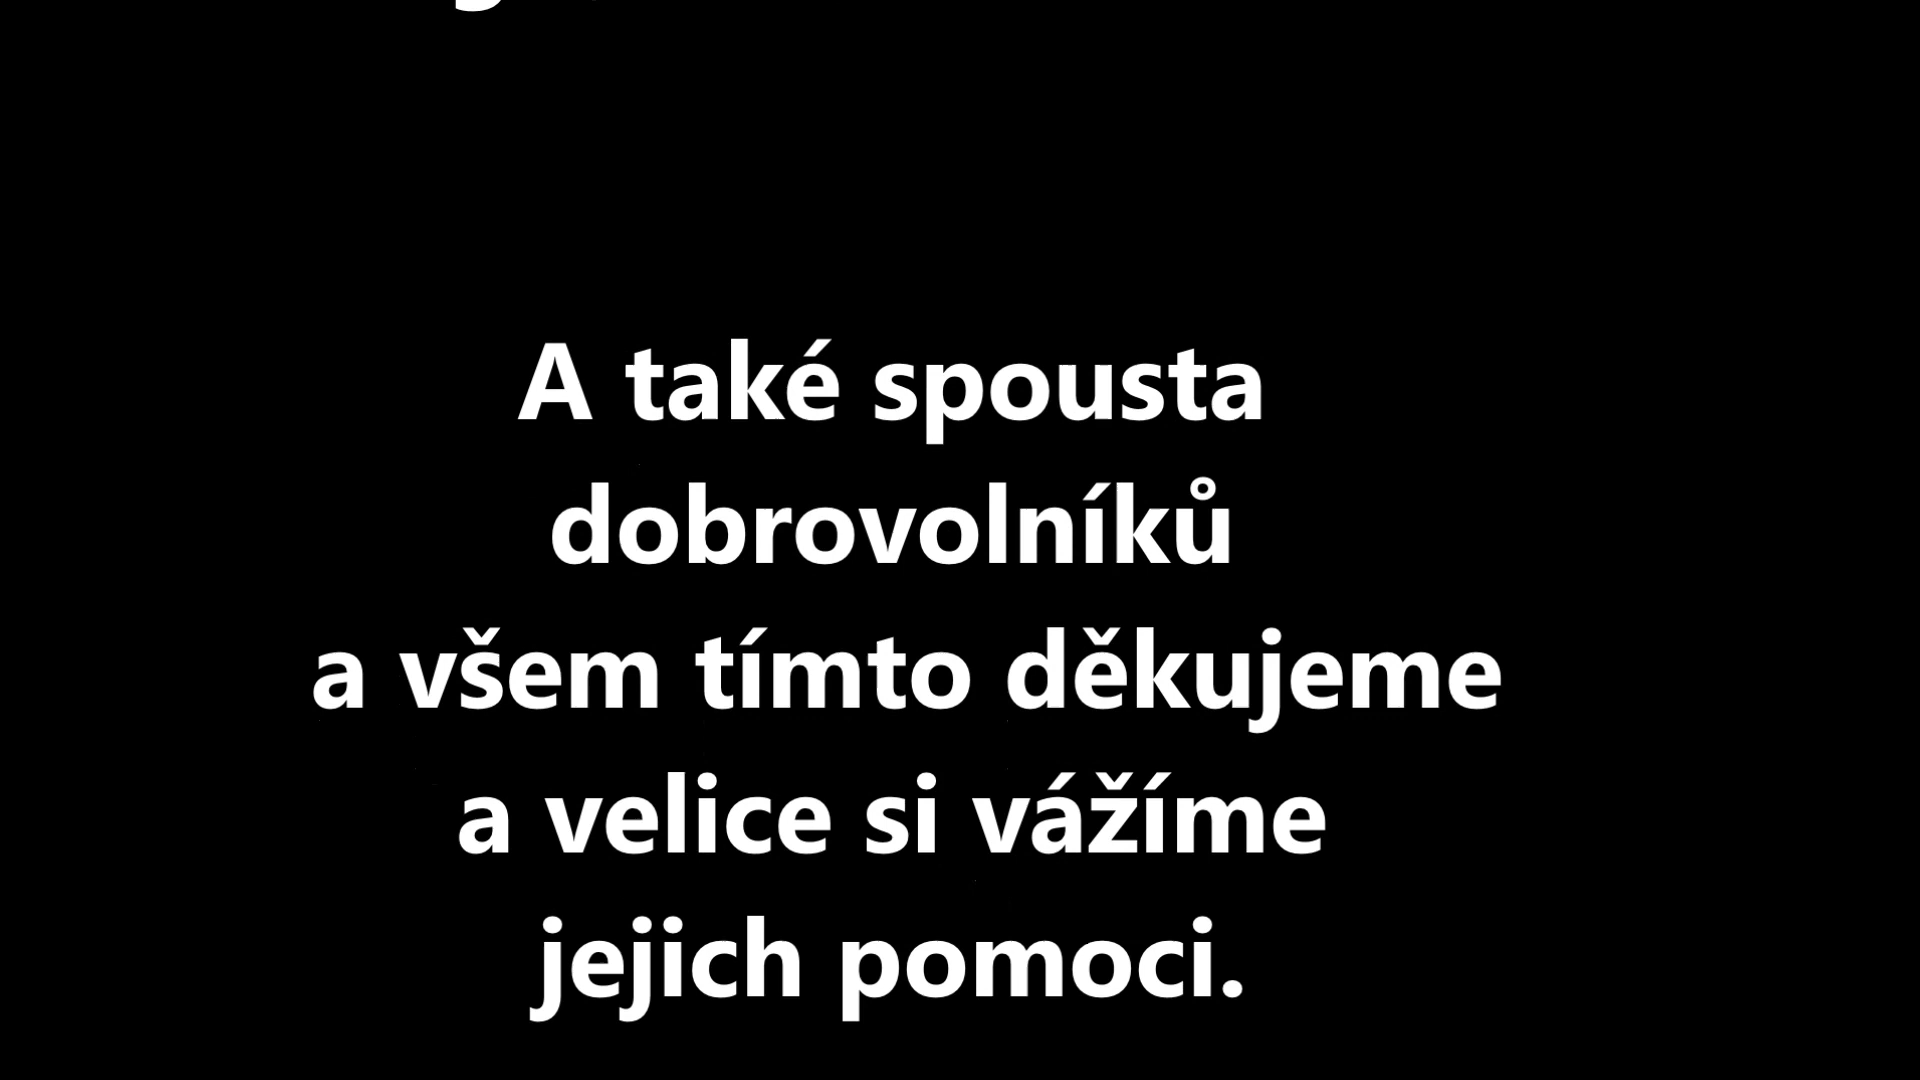 A také spousta
dobrovolníků
a všem tímto děkujeme
a velice si vážíme
jejich pomoci.